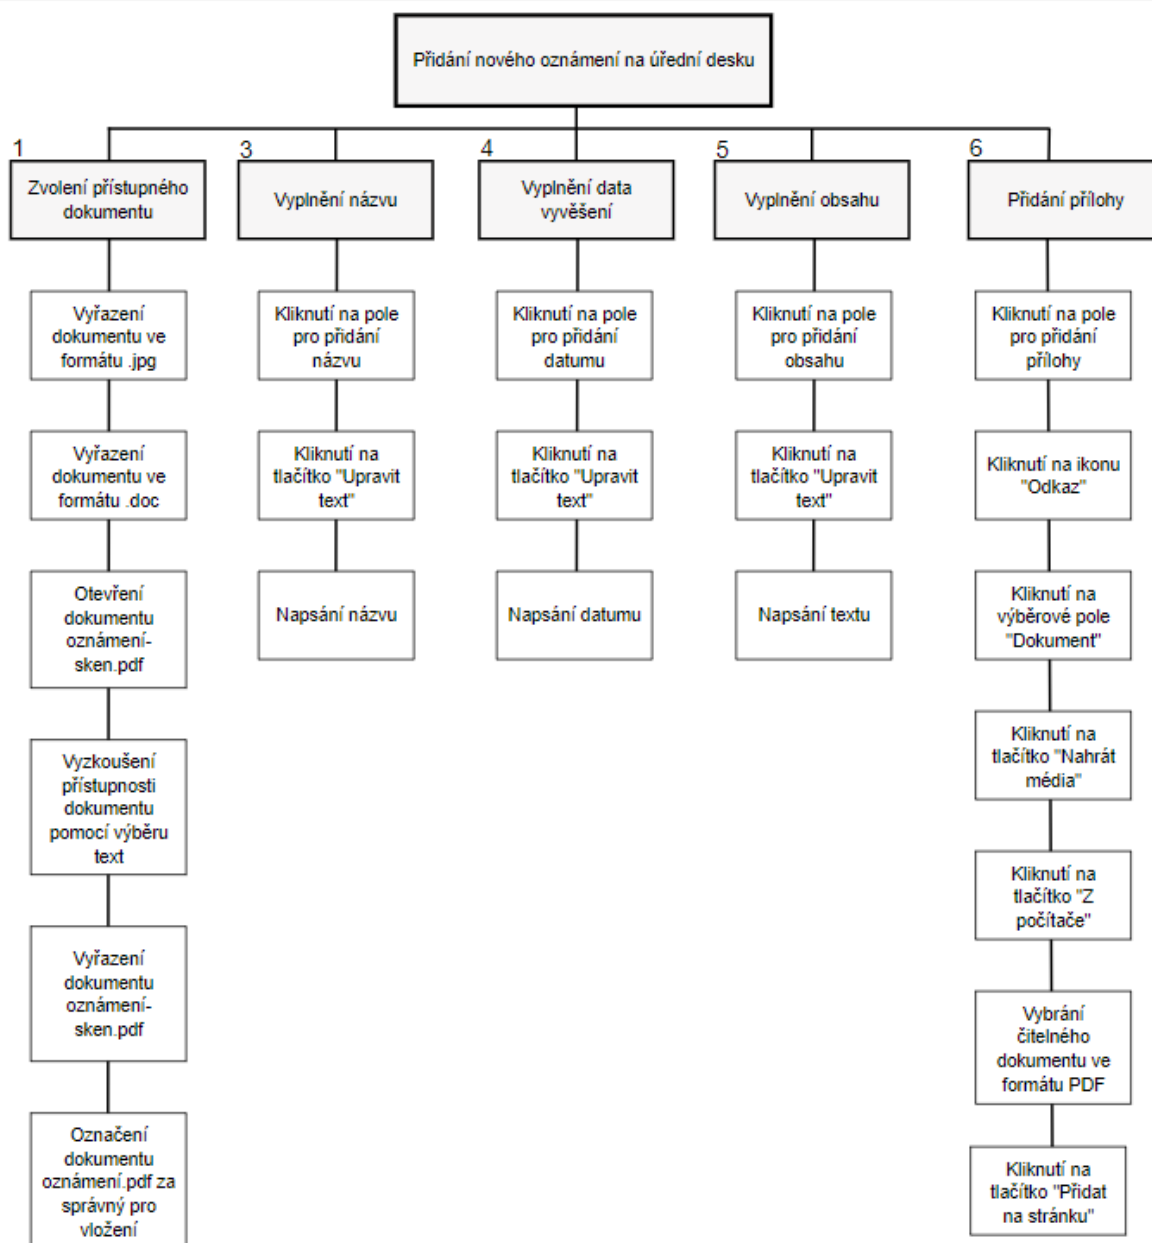 Přidání nového oznámení na úřední desku
1
Zvolení přístupného
dokumentu
Vyřazení
dokumentu ve
formátu .jpg
Vyřazení
dokumentu ve
formátu .doc
Otevření
dokumentu
oznámení-
sken.pdf
Vyzkoušení
přístupnosti
dokumentu
pomocí výběru
text
Vyřazení
dokumentu
oznámení-
sken.pdf
Označení
dokumentu
oznámení.pdf za
správný pro
vložení
3
Vyplnění názvu
Kliknutí na pole
pro přidání
názvu
Kliknutí na
tlačítko "Upravit
text"
Napsání názvu
4
Vyplnění data
vyvěšení
Kliknutí na pole
pro přidání
datumu
Kliknutí na
tlačítko "Upravit
text"
Napsání datumu
5
Vyplnění obsahu
Kliknutí na pole
pro přidání
obsahu
Kliknutí na
tlačítko "Upravit
text"
Napsání textu
6
Přidání přílohy
Kliknutí na pole
pro přidání
přílohy
Kliknutí na ikonu
"Odkaz"
Kliknutí na
výběrové pole
"Dokument"
Kliknutí na
tlačítko "Nahrát
média"
Kliknutí na
tlačítko "Z
počítače"
Vybrání
čitelného
dokumentu ve
formátu PDF
Kliknutí na
tlačítko "Přidat
na stránku"